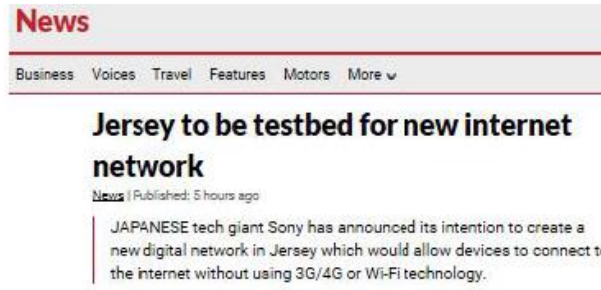 News
Business Voices Travel Features Motors More
Jersey to be testbed for new internet
network
News | Published: 5 hours ago
JAPANESE tech giant Sony has announced its intention to create a
new digital network in Jersey which would allow devices to connect
the internet without using 3G/4G or Wi-Fi technology.